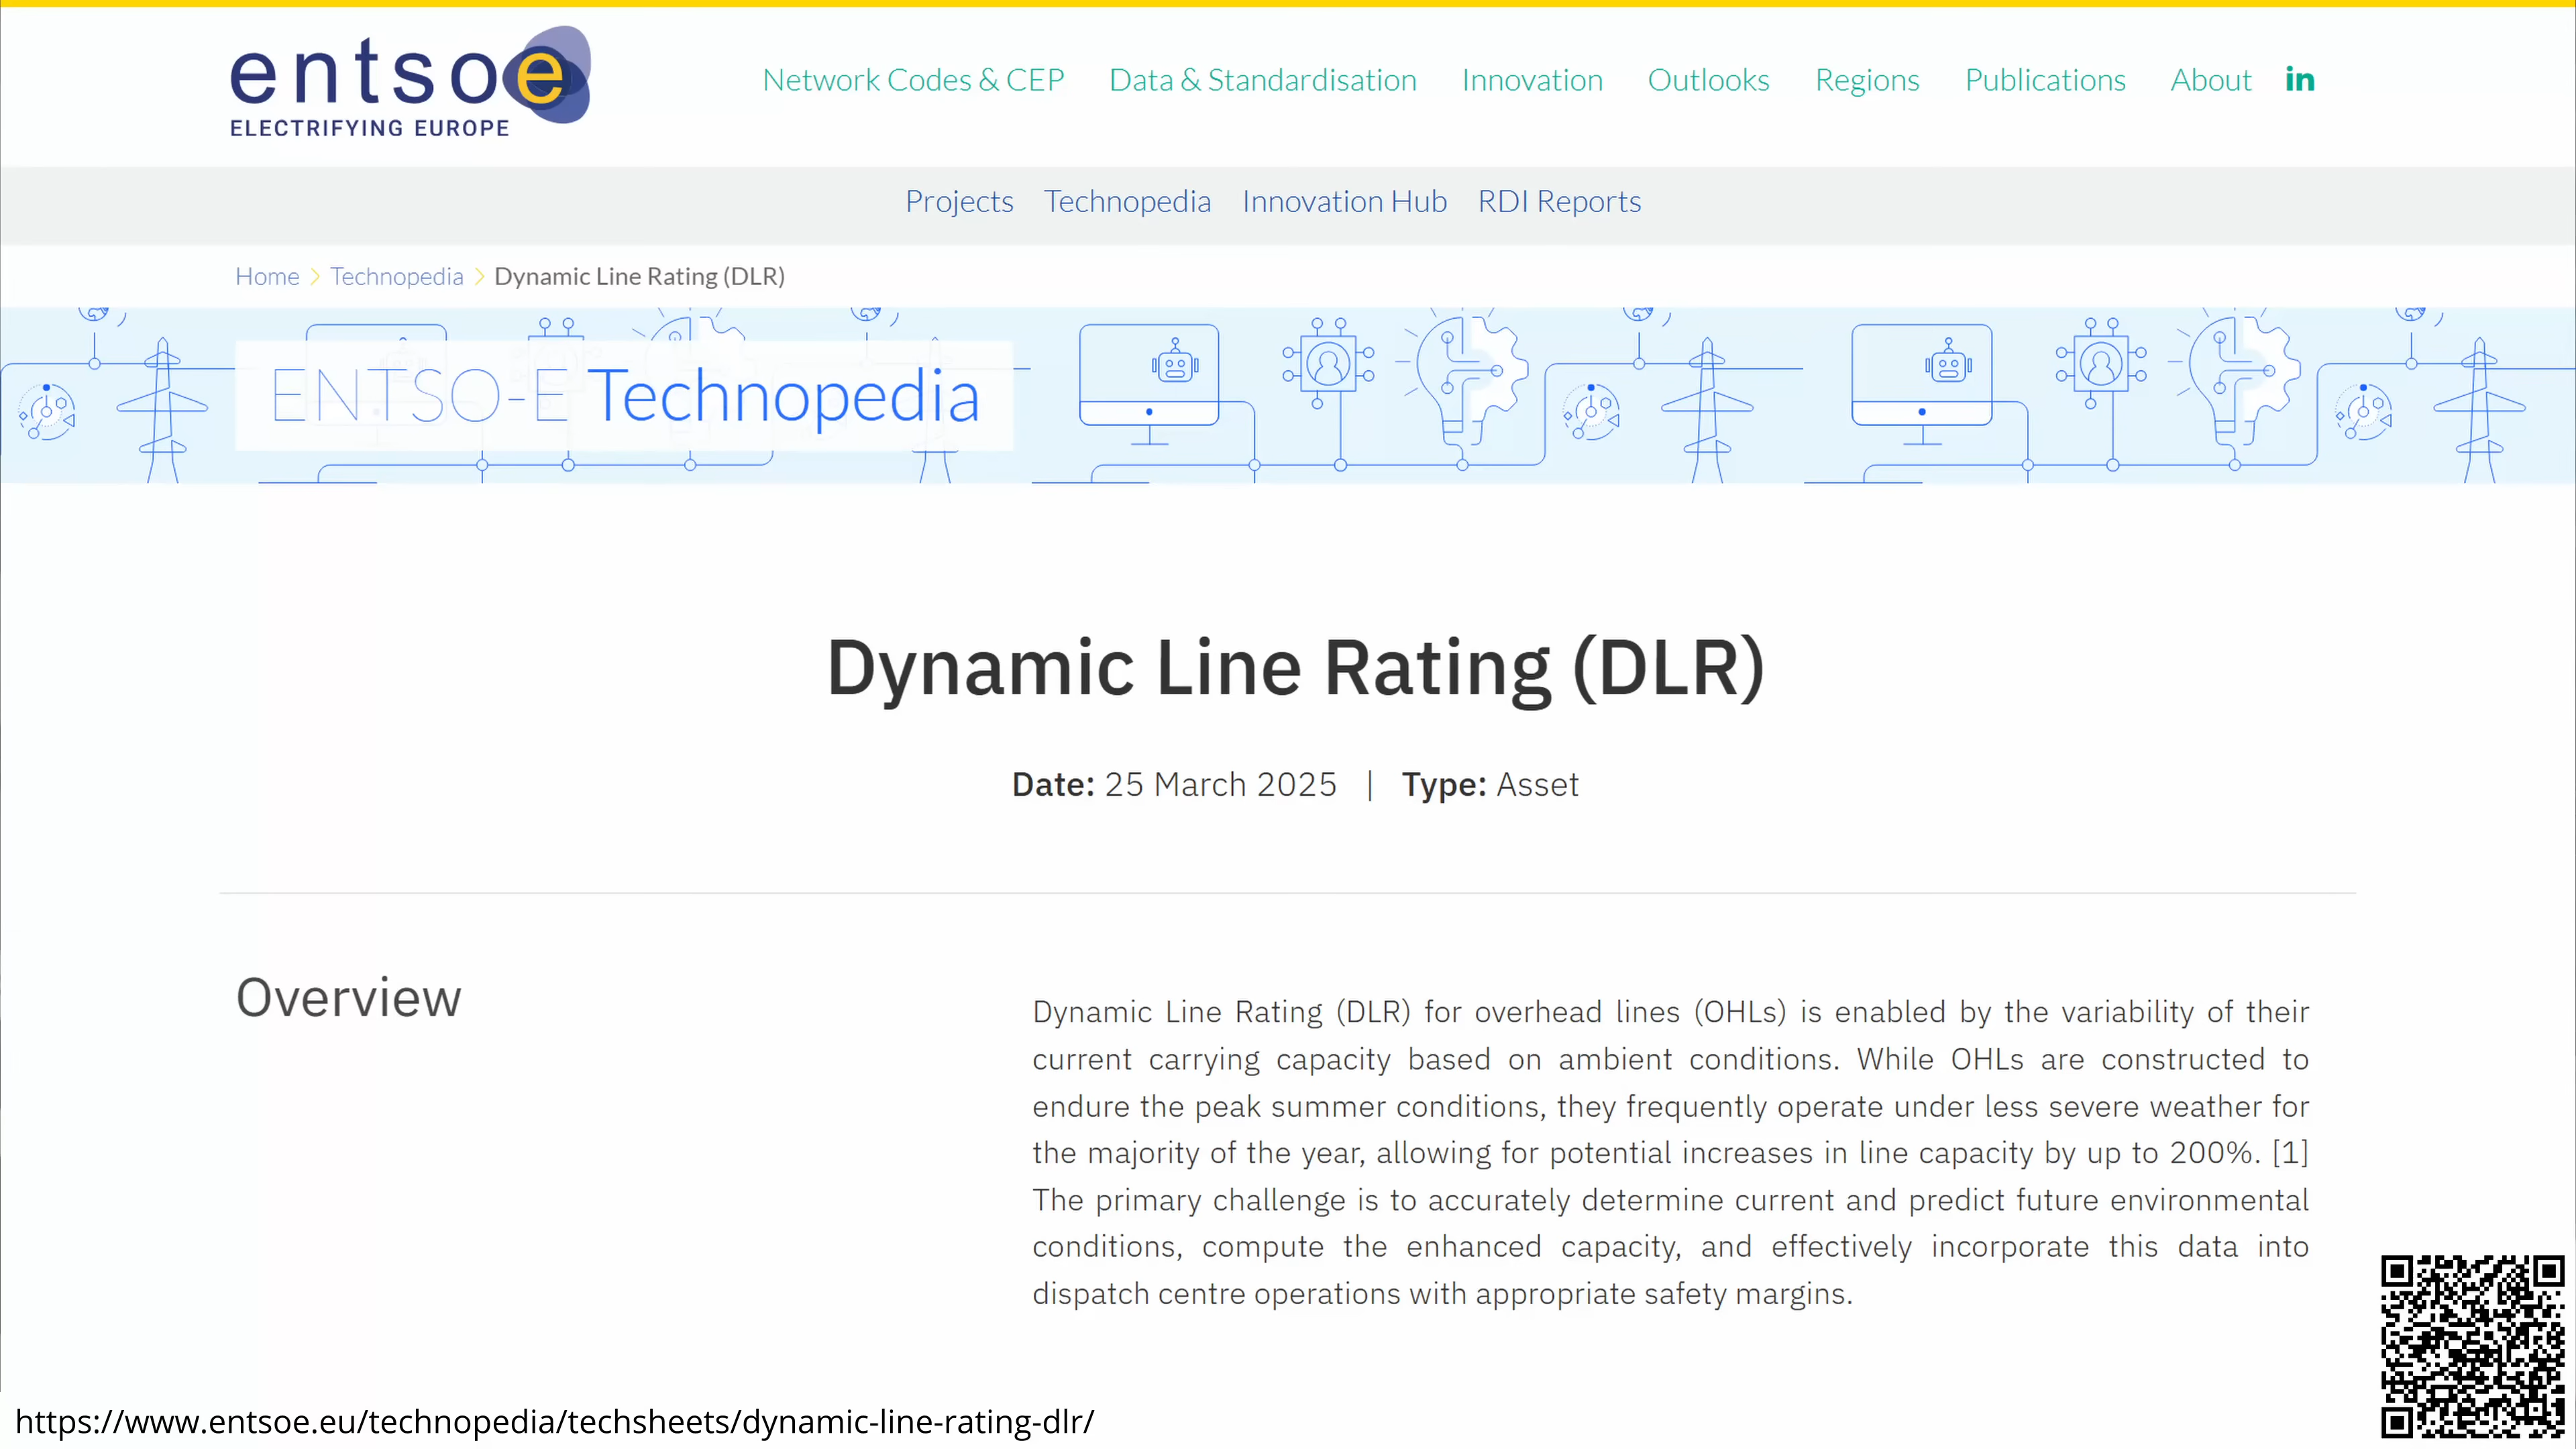 entsoe
ELECTRIFYING EUROPE
Network Codes & CEP Data & Standardisation Innovation Outlooks Regions Publications About in
Projects Technopedia Innovation Hub RDI Reports
Home > Technopedia > Dynamic Line Rating (DLR)
ENTSO-E Technopedia
Dynamic Line Rating (DLR)
Date: 25 March 2025 | Type: Asset
Overview
Dynamic Line Rating (DLR) for overhead lines (OHLs) is enabled by the variability of their
current carrying capacity based on ambient conditions. While OHLs are constructed to
endure the peak summer conditions, they frequently operate under less severe weather for
the majority of the year, allowing for potential increases in line capacity by up to 200%. [1]
The primary challenge is to accurately determine current and predict future environmental
conditions, compute the enhanced capacity, and effectively incorporate this data into
dispatch centre operations with appropriate safety margins.
https://www.entsoe.eu/technopedia/techsheets/dynamic-line-rating-dlr/